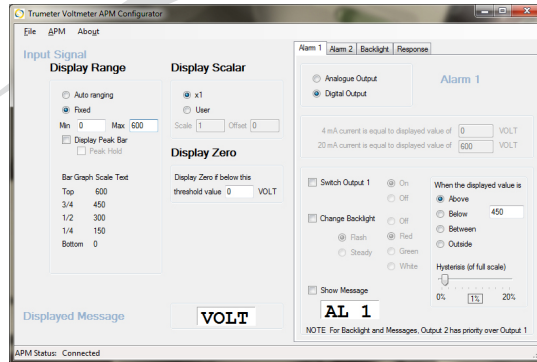 Trumeter Voltmeter APM Configurator
File APM About
Input Signal
Display Range
Auto ranging
Fixed
Min 0 Max 600
Display Peak Bar
Peak Hold
Bar Graph Scale Text
Top 600
3/4 450
1/2 300
1/4 150
Bottom 0
Display Scalar
x1
User
Scale 1 Offset 0
Display Zero
Display Zero if below this
threshold value 0 VOLT
Displayed Message
VOLT
Alarm 1 Alarm 2 Backlight Response
Analogue Output
Digital Output
Alarm 1
4 mA current is equal to displayed value of 0 VOLT
20 mA current is equal to displayed value of 600 VOLT
Switch Output 1
On
Off
Change Backlight
Off
Flash
Red
Steady
Green
White
When the displayed value is
Above
Below 450
Between
Outside
Hysterisis (of full scale)
0% 1% 20%
Show Message
AL 1
NOTE For Backlight and Messages, Output 2 has priority over Output 1
APM Status: Connected